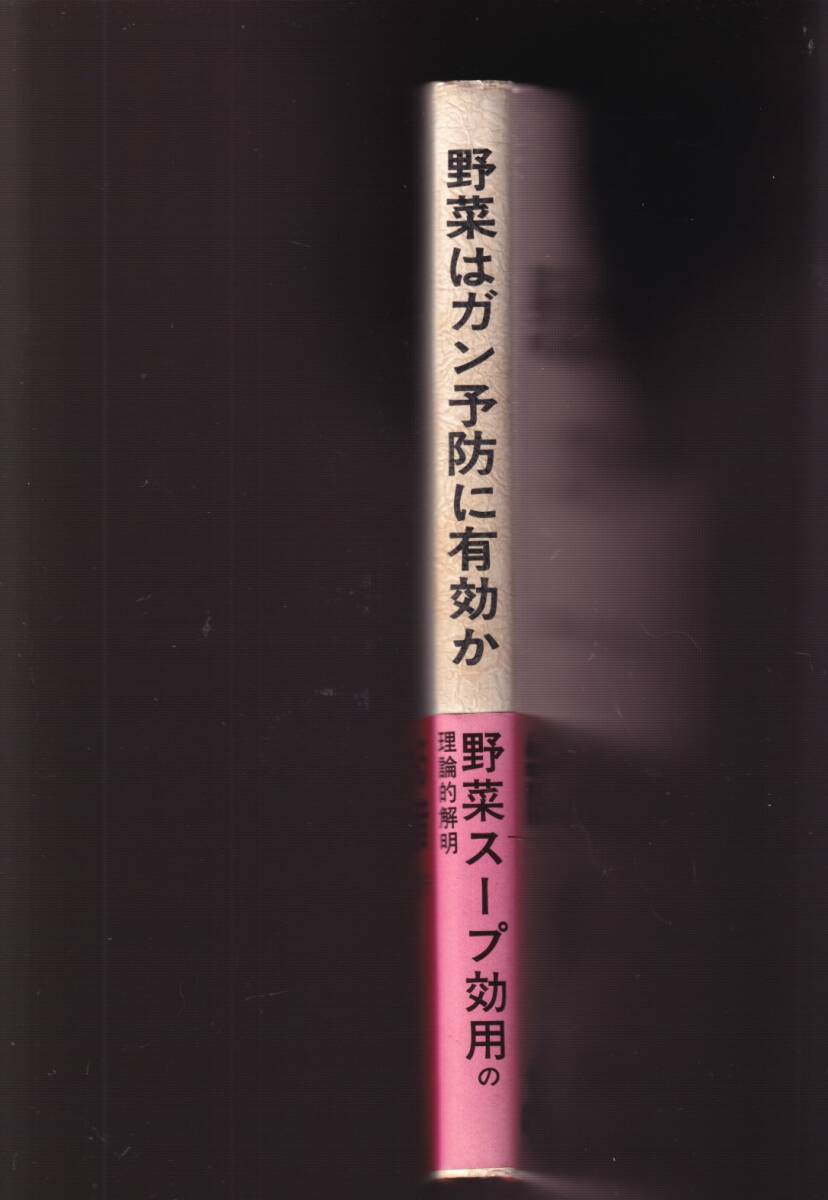 野菜はガン予防に有効か
野菜スープ効用の
理論的解明